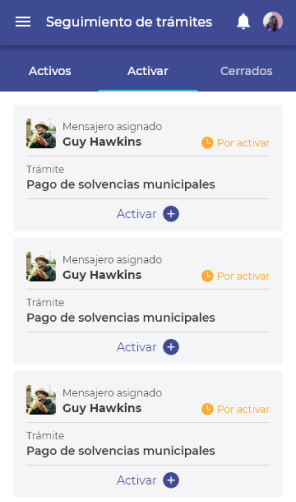 Seguimiento de trámites
Activos Activar Cerrados
Mensajero asignado
Guy Hawkins Por activar
Trámite
Pago de solvencias municipales
Activar
Mensajero asignado
Guy Hawkins Por activar
Trámite
Pago de solvencias municipales
Activar
Mensajero asignado
Guy Hawkins Por activar
Trámite
Pago de solvencias municipales
Activar